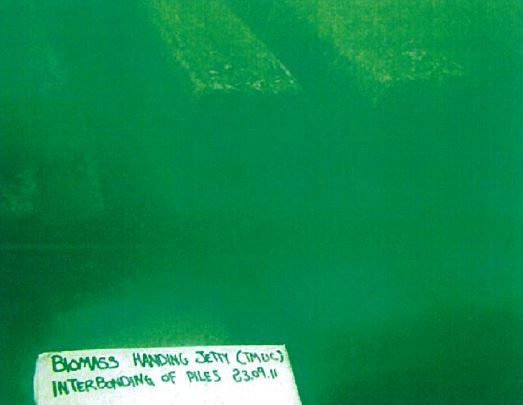 BIOMASS HANDING JETTY (TMUC)
INTERBONDING OF PILES 23.09.11